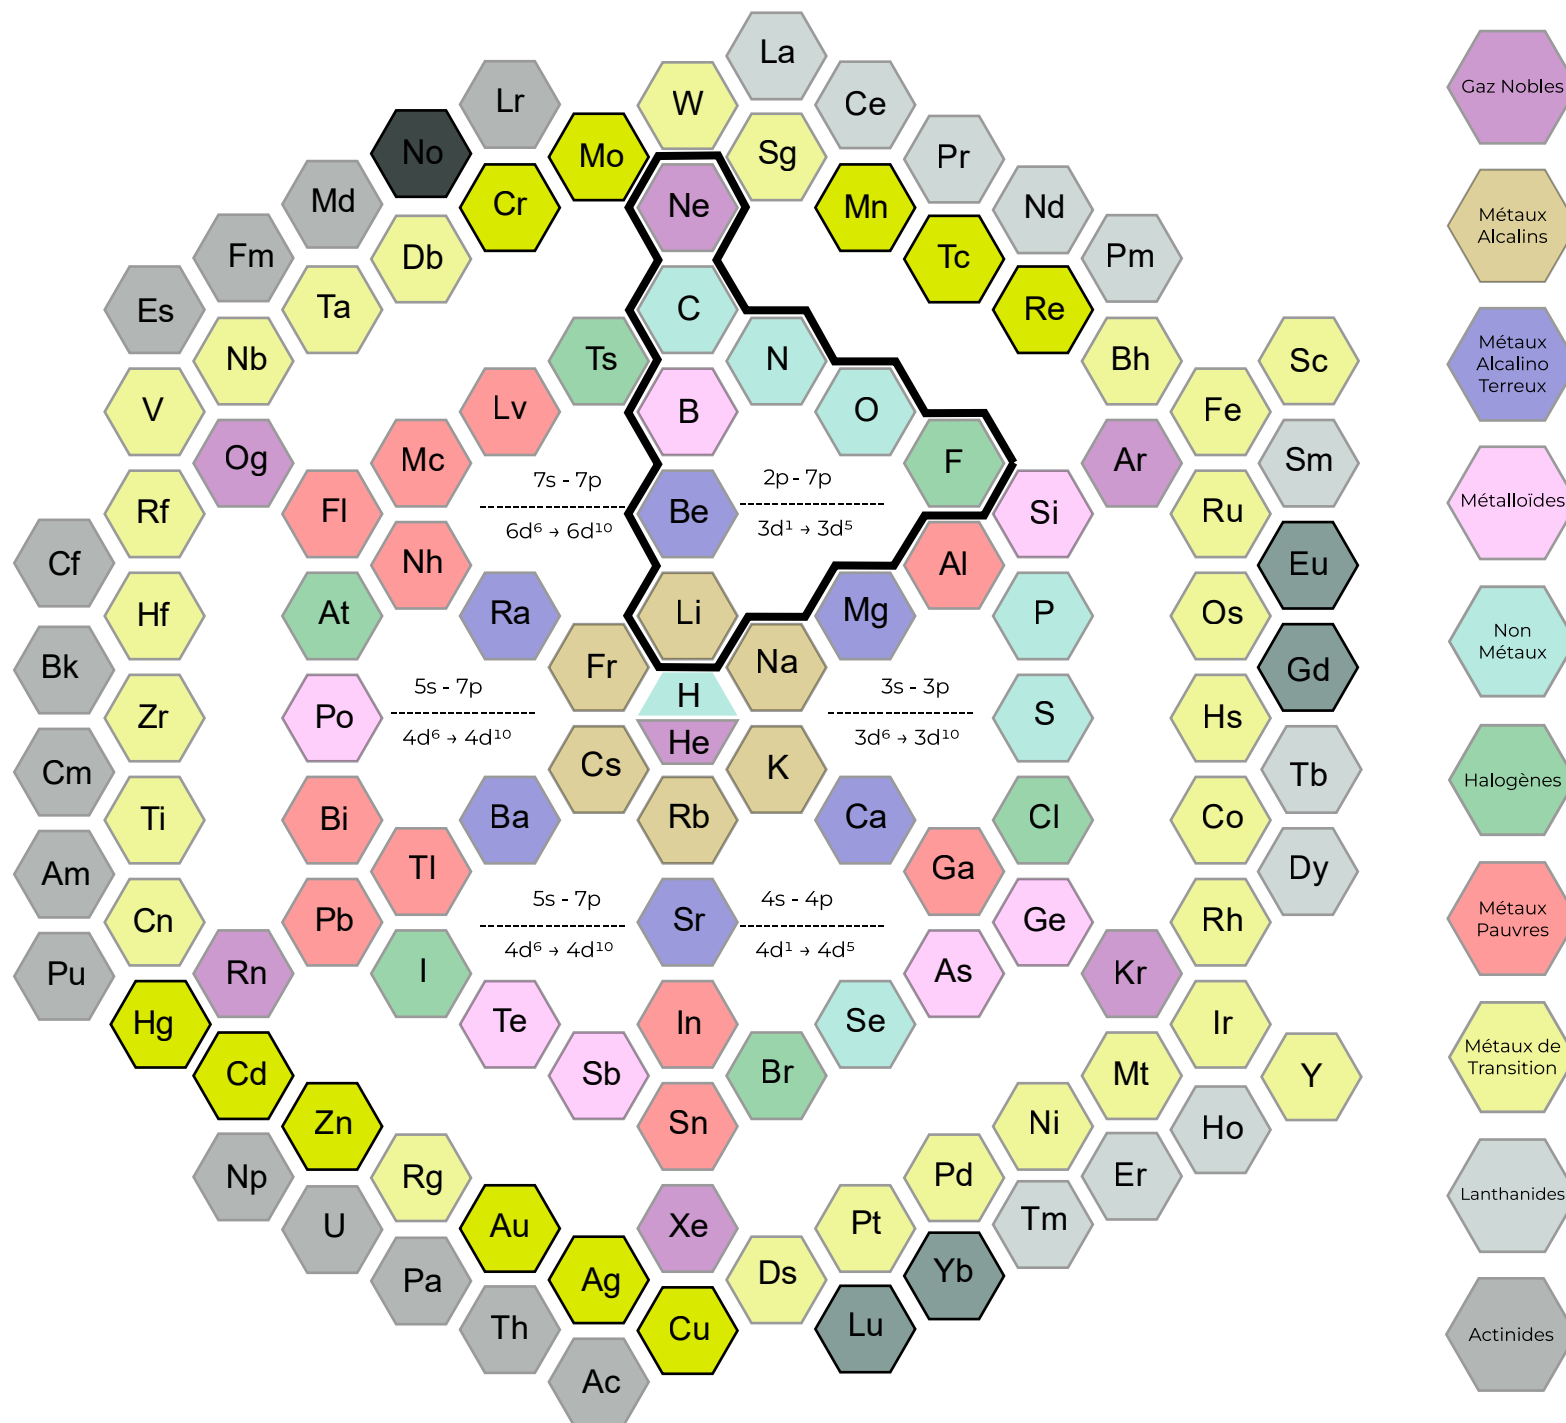 La
Lr W Ce Gaz Nobles
No Mo Sg Pr
Md Cr Ne Mn Nd
Fm Db Tc Pm Métaux
Alcalins
Es Ta C Re
Nb Ts N Bh Sc Métaux
Alcalino
Terreux
V Lv B O Fe
Og Mc F Ar Sm
7s - 7p 2p - 7p
Rf Fl Be Si Ru Métalloïdes
6d⁶ → 6d¹⁰ 3d¹ → 3d⁵
Cf Nh Al Eu
Hf At Ra Li Mg P Os Non
Métaux
Bk Fr Na Gd
5s - 7p H 3s - 3p
Zr Po S Hs
4d⁶ → 4d¹⁰ He 3d⁶ → 3d¹⁰
Cm Cs K Tb Halogènes
Ti Bi Ba Rb Ca Cl Co
Am Tl Ga Dy
5s - 7p 4s - 4p
Cn Pb Sr Ge Rh Métaux
Pauvres
4d⁶ → 4d¹⁰ 4d¹ → 4d⁵
Pu Rn I As Kr
Hg Te In Se Ir Métaux de
Transition
Cd Sb Br Mt Y
Zn Sn Ni Ho
Np Rg Pd Er
U Au Xe Pt Tm Lanthanides
Pa Ag Ds Yb
Th Cu Lu Actinides
Ac